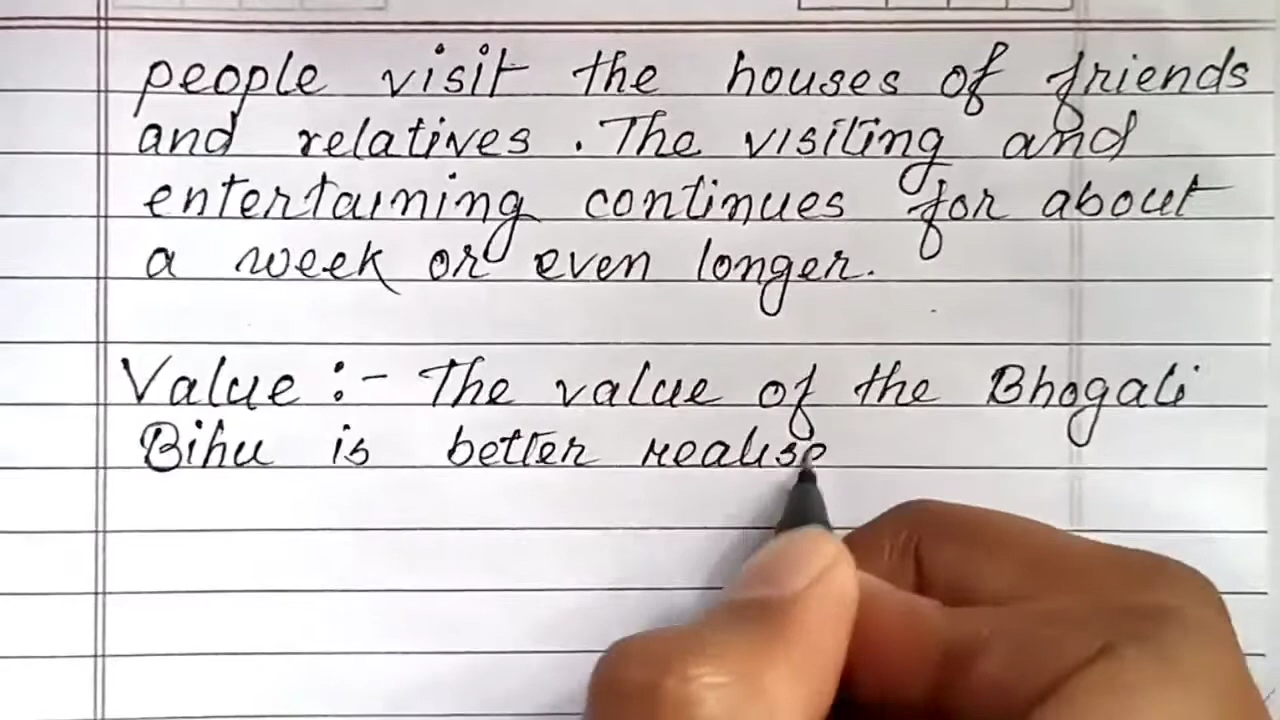 people visit the houses of friends
and relatives. The visiting and
entertaining continues for about
a week or even longer.
Value :- The value of the Bhogali
Bihu is better realise